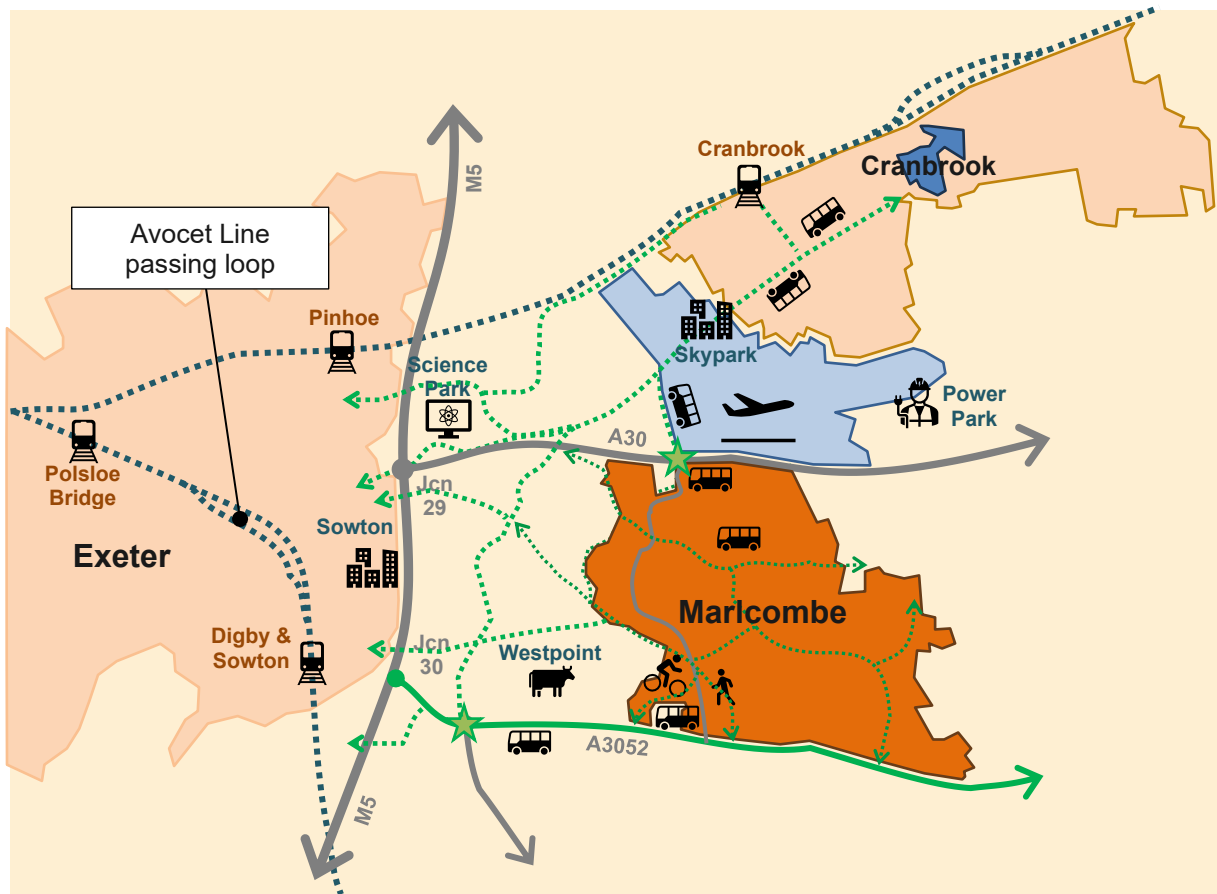 M5
Cranbrook
Cranbrook
Avocet Line
passing loop
Pinhoe
Science
Park
Skypark
Power
Park
A30
Polsloe
Bridge
Jcn
29
Sowton
Exeter
Marlcombe
Digby &
Sowton
Jcn
30
Westpoint
A3052
M5